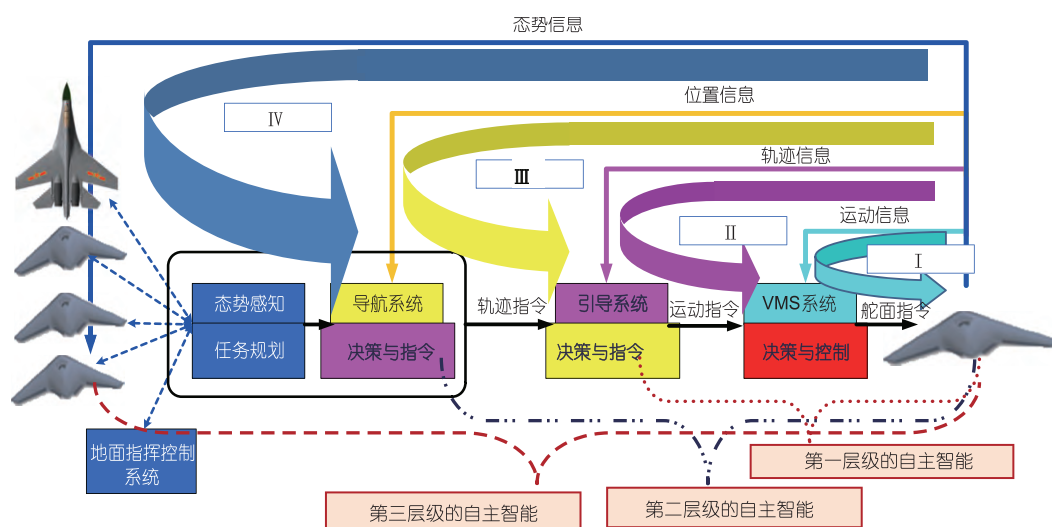 态势信息
Ⅳ
位置信息
Ⅲ
轨迹信息
Ⅱ
运动信息
Ⅰ
态势感知
任务规划
导航系统
决策与指令
轨迹指令
引导系统
决策与指令
运动指令
VMS系统
决策与控制
舵面指令
地面指挥控制
系统
第一层级的自主智能
第二层级的自主智能
第三层级的自主智能